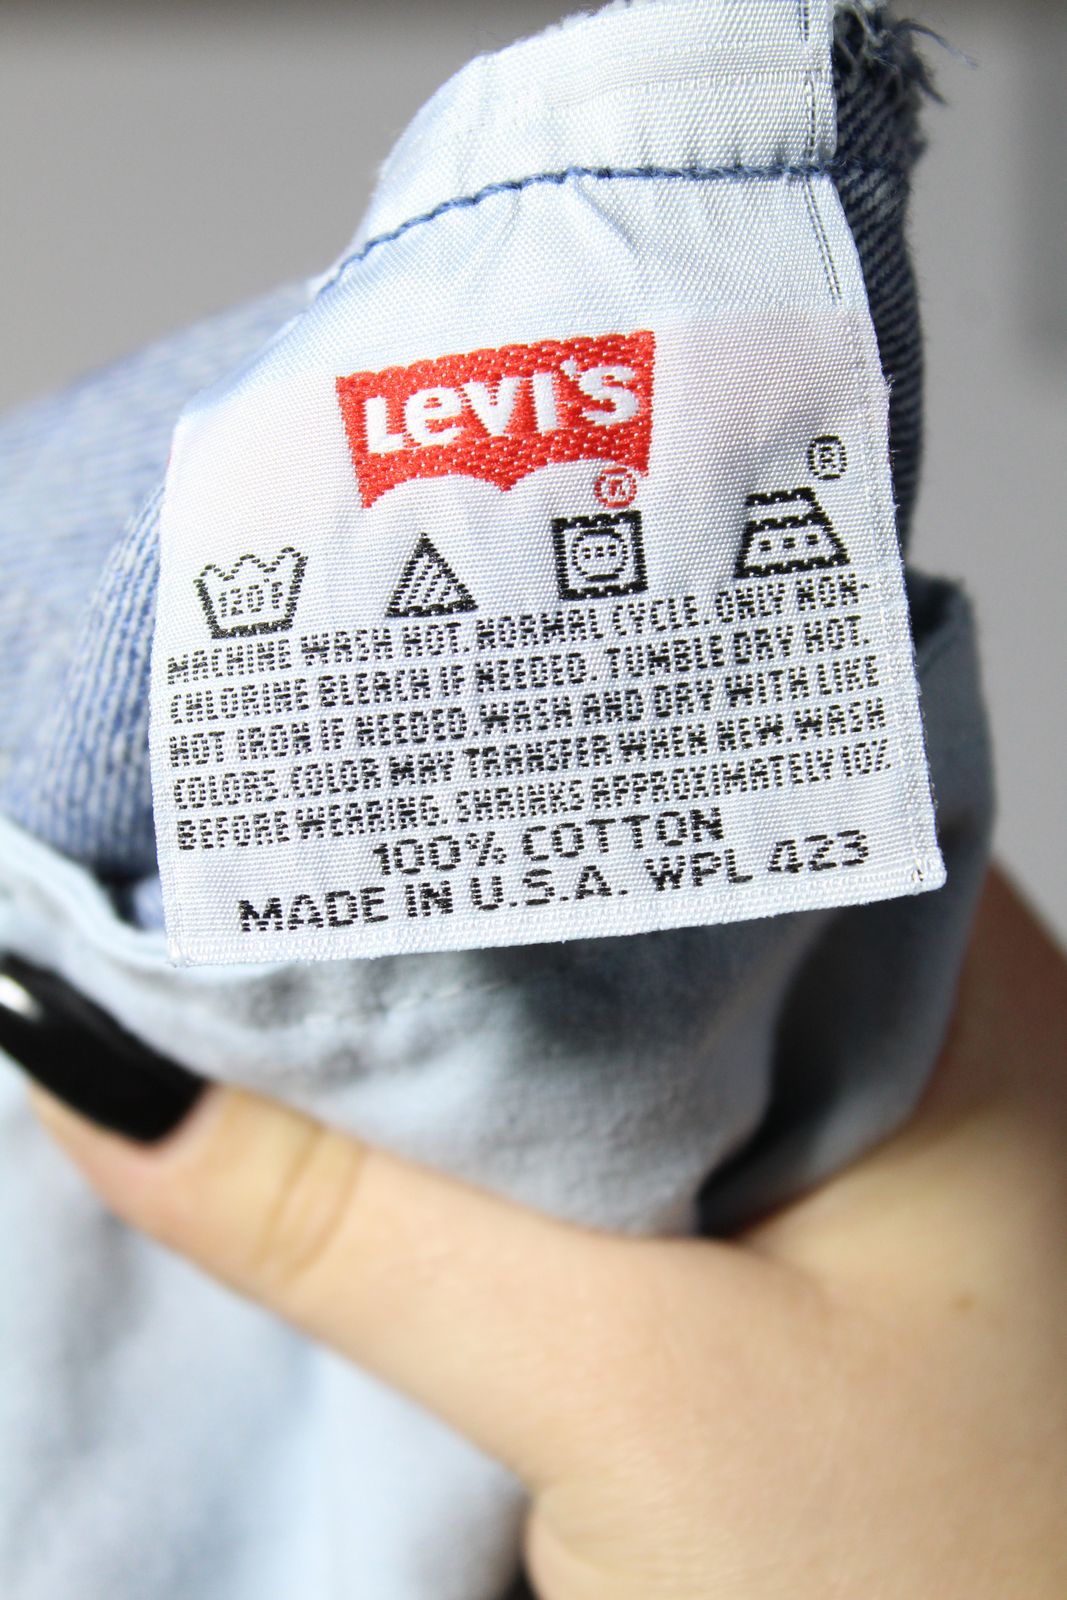 Levi's
®
®
120F
MACHINE WASH HOT. NORMAL CYCLE. ONLY NON-
CHLORINE BLEACH IF NEEDED. TUMBLE DRY HOT.
HOT IRON IF NEEDED. WASH AND DRY WITH LIKE
COLORS. COLOR MAY TRANSFER WHEN NEW. WASH
BEFORE WEARING. SHRINKS APPROXIMATELY 10%
100% COTTON
MADE IN U.S.A. WPL 423